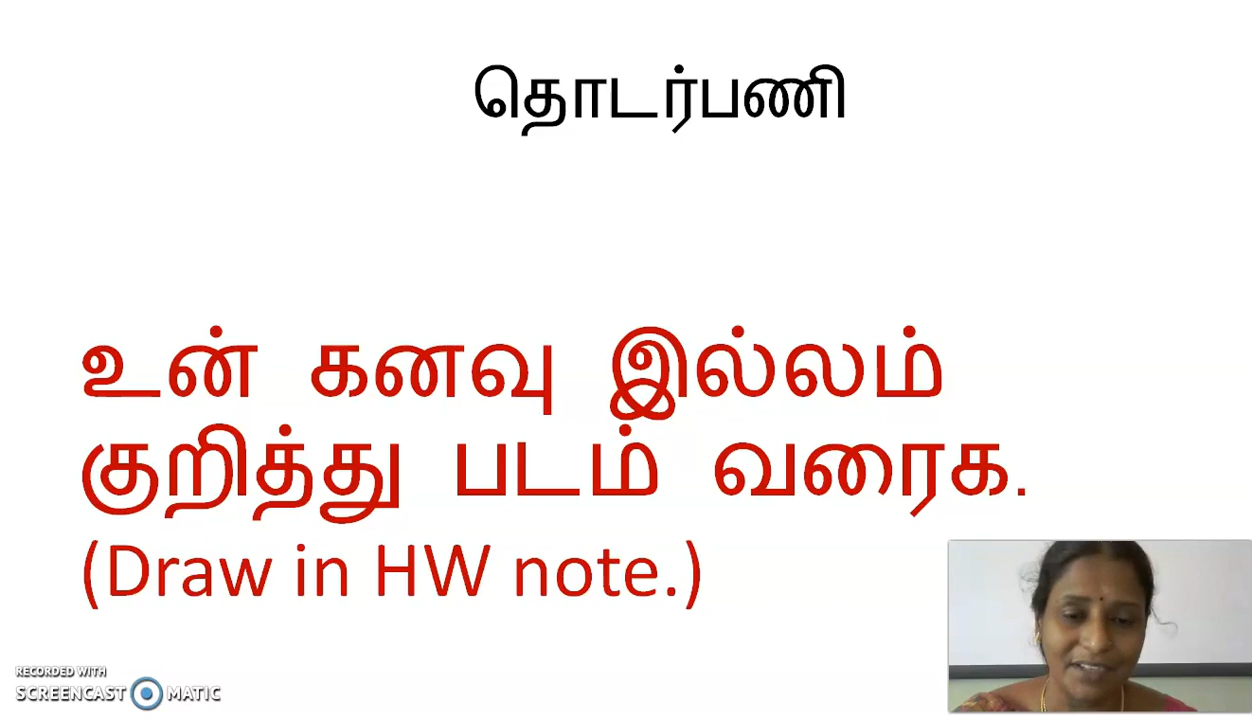 தொடர்பணி
உன் கனவு இல்லம்
குறித்து படம் வரைக.
(Draw in HW note.)
RECORDED WITH
SCREENCAST MATIC